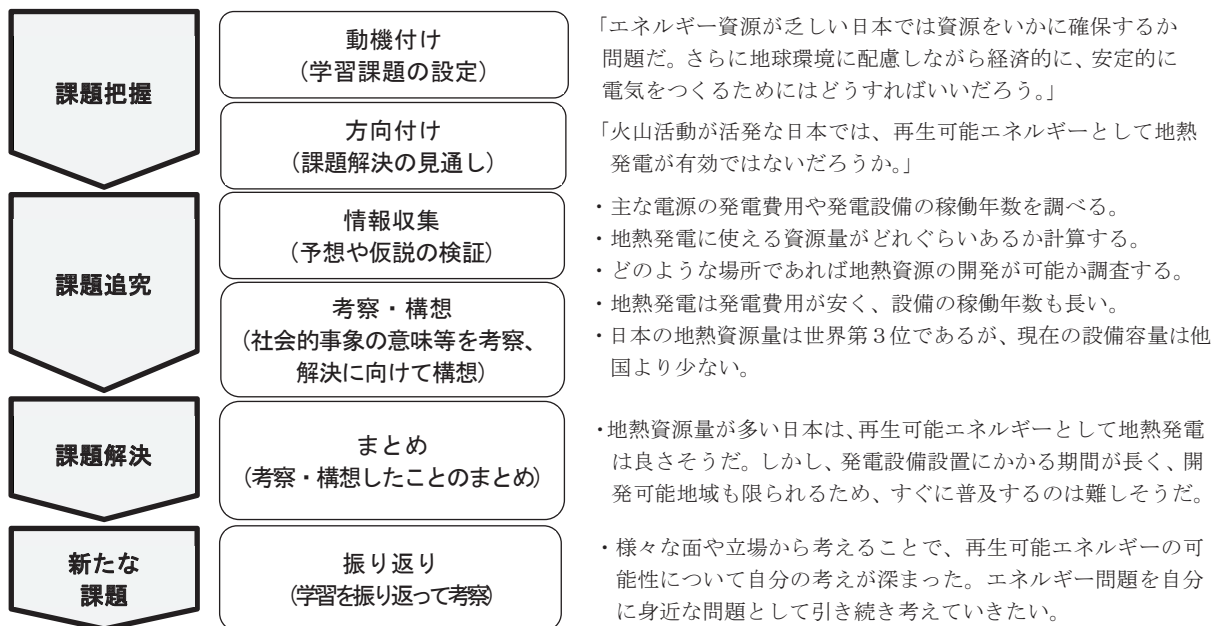 課題把握
動機付け
（学習課題の設定）
「エネルギー資源が乏しい日本では資源をいかに確保するか
問題だ。さらに地球環境に配慮しながら経済的に、安定的に
電気をつくるためにはどうすればいいだろう。」
方向付け
（課題解決の見通し）
「火山活動が活発な日本では、再生可能エネルギーとして地熱
発電が有効ではないだろうか。」
課題追究
情報収集
（予想や仮説の検証）
・主な電源の発電費用や発電設備の稼働年数を調べる。
・地熱発電に使える資源量がどれぐらいあるか計算する。
・どのような場所であれば地熱資源の開発が可能か調査する。
考察・構想
（社会的事象の意味等を考察、
解決に向けて構想）
・地熱発電は発電費用が安く、設備の稼働年数も長い。
・日本の地熱資源量は世界第３位であるが、現在の設備容量は他
国より少ない。
課題解決
まとめ
（考察・構想したことのまとめ）
・地熱資源量が多い日本は、再生可能エネルギーとして地熱発電
は良さそうだ。しかし、発電設備設置にかかる期間が長く、開
発可能地域も限られるため、すぐに普及するのは難しそうだ。
新たな
課題
振り返り
（学習を振り返って考察）
・様々な面や立場から考えることで、再生可能エネルギーの可
能性について自分の考えが深まった。エネルギー問題を自分
に身近な問題として引き続き考えていきたい。